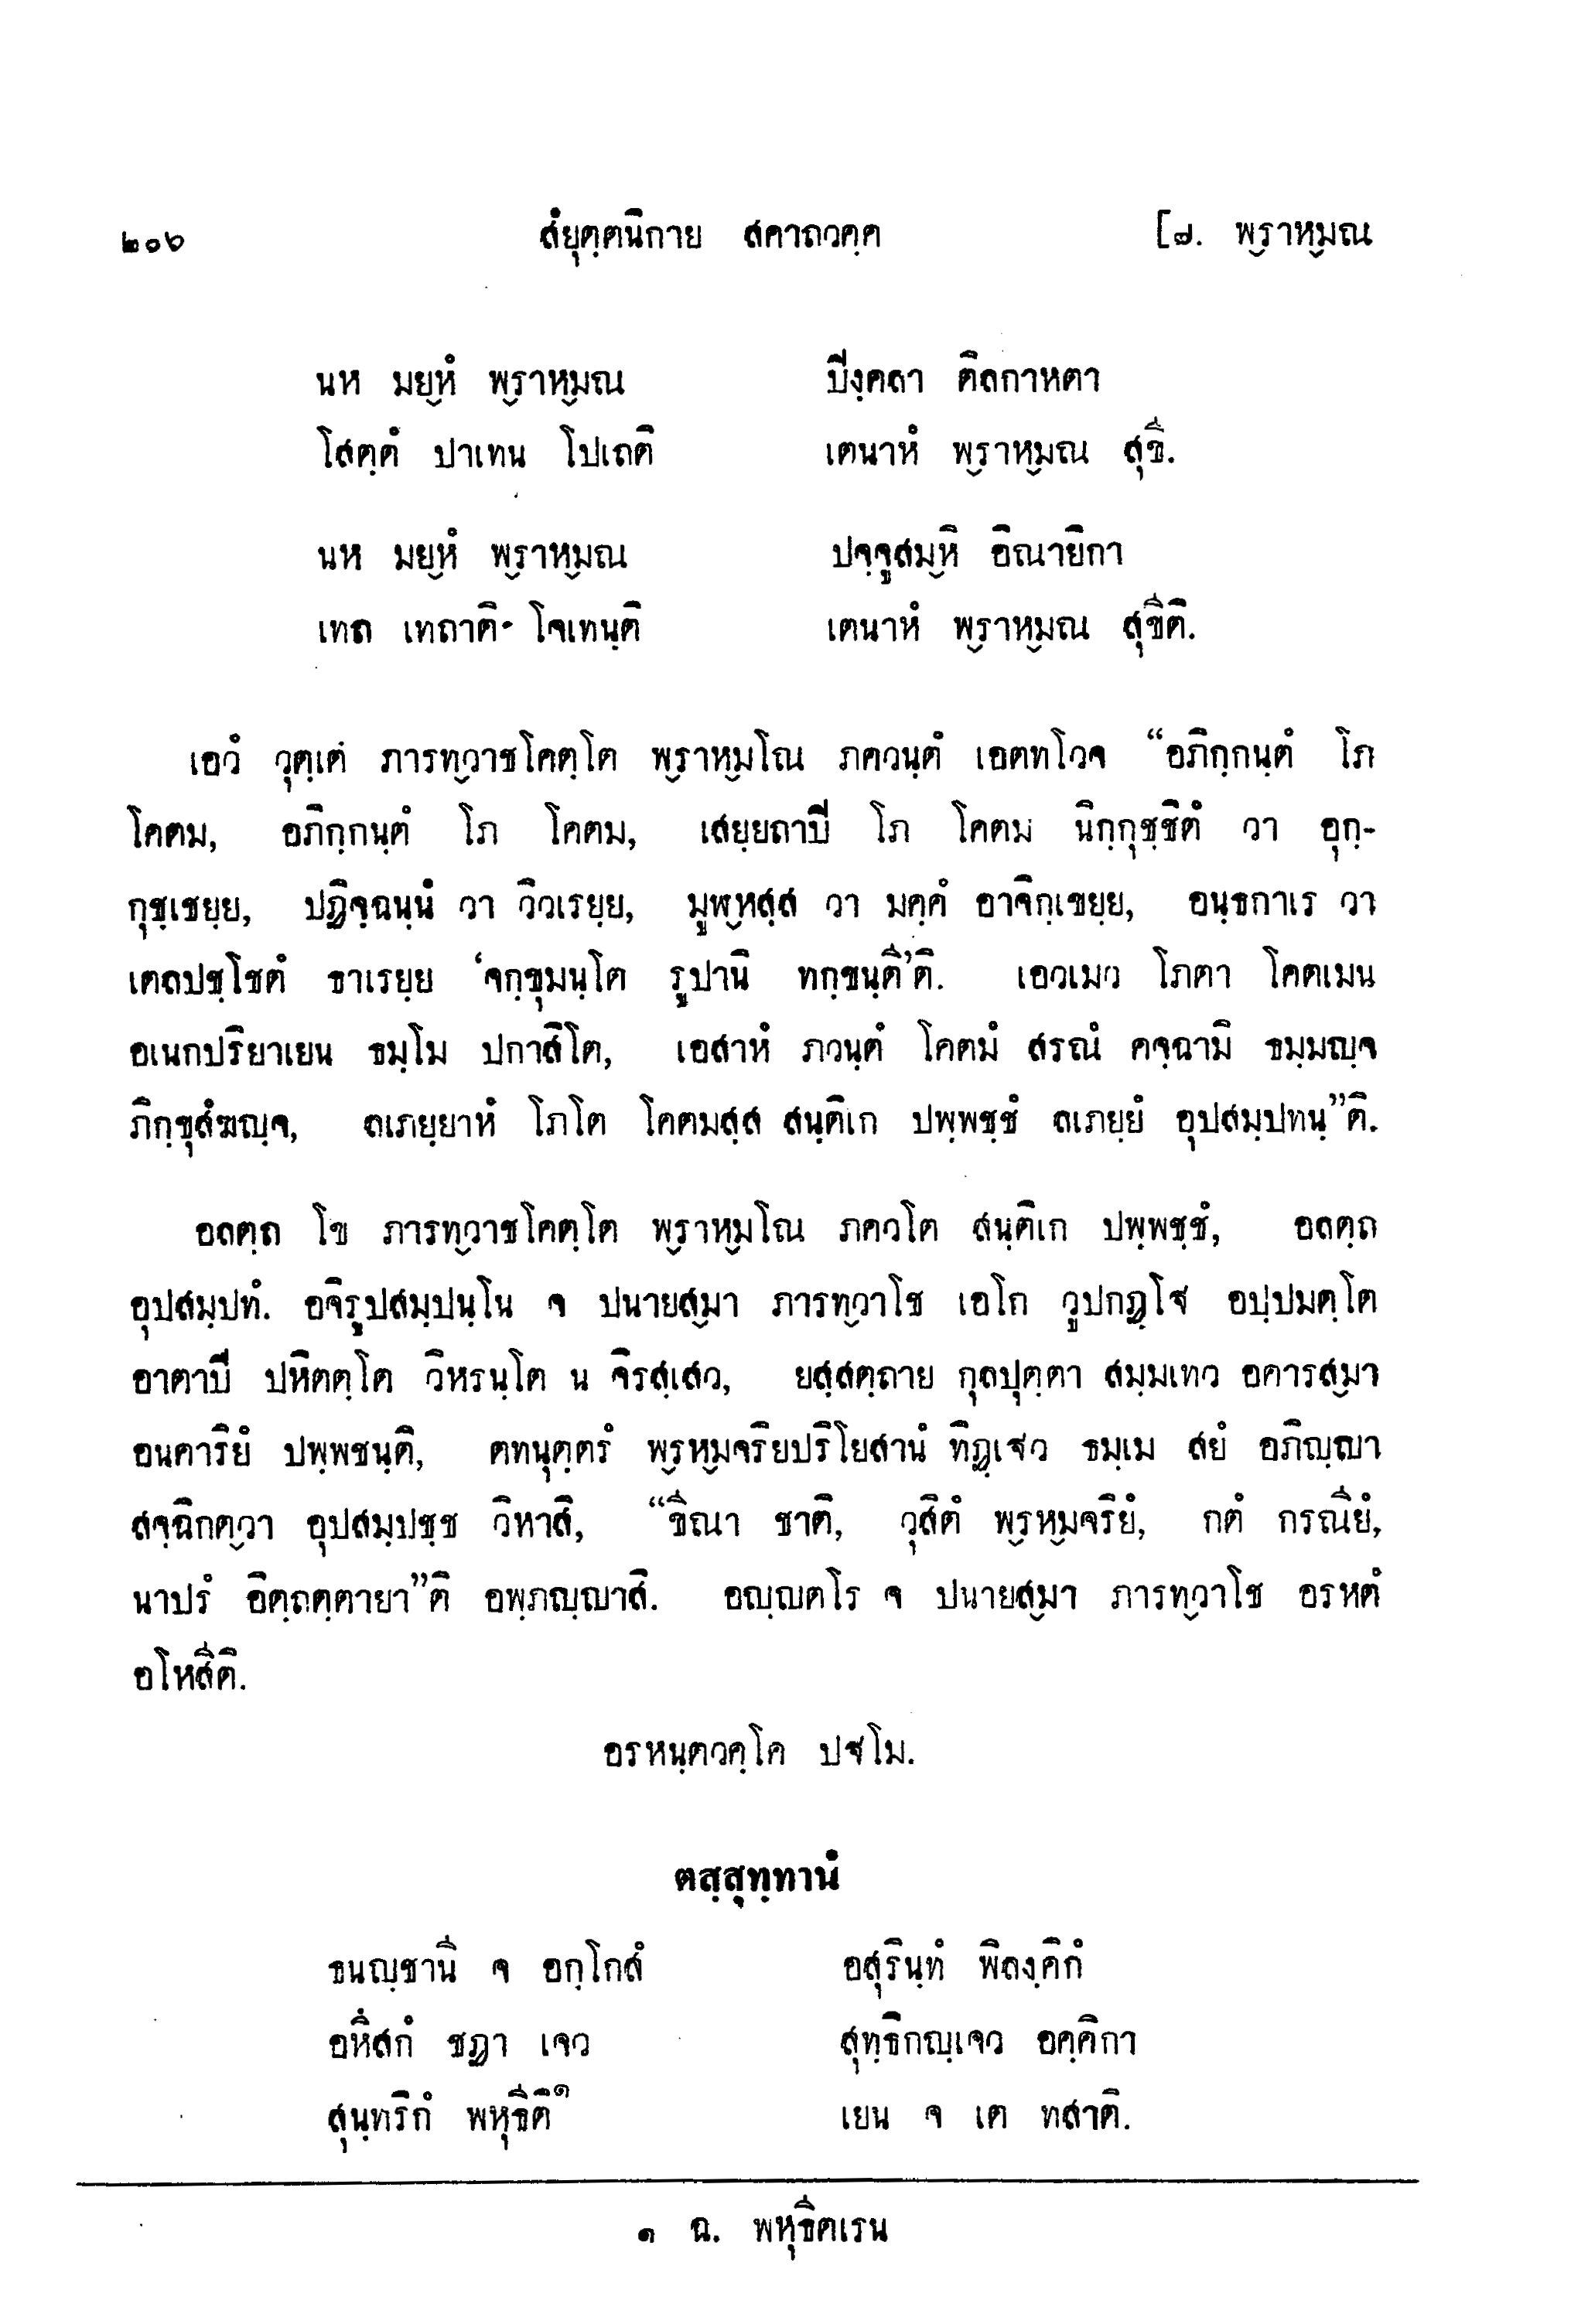 ๒๐๖ สํยุตฺตนิกาย สคาถวคฺค [๗. พฺราหฺมณ
นห มยฺหํ พฺราหฺมณ ปิงฺคลา ติลกาหตา
โสตฺตํ ปาเทน โปเถติ เตนาหํ พฺราหฺมณ สุขี.
นห มยฺหํ พฺราหฺมณ ปจฺจูสมฺหิ อิณายิกา
เทถ เทถาติ โจเทนฺติ เตนาหํ พฺราหฺมณ สุขีติ.
เอวํ วุตฺเต ภารทฺวาชโคตฺโต พฺราหฺมโณ ภควนฺตํ เอตทโวจ “อภิกฺกนฺตํ โภ
โคตม, อภิกฺกนฺตํ โภ โคตม, เสยฺยถาปิ โภ โคตม นิกฺกุชฺชิตํ วา อุกฺ-
กุชฺเชยฺย, ปฏิจฺฉนฺนํ วา วิวเรยฺย, มูฬฺหสฺส วา มคฺคํ อาจิกฺเขยฺย, อนฺธกาเร วา
เตลปชฺโชตํ ธาเรยฺย ‘จกฺขุมนฺโต รูปานิ ทกฺขนฺตี’ติ. เอวเมว โภตา โคตเมน
อเนกปริยาเยน ธมฺโม ปกาสิโต, เอสาหํ ภวนฺตํ โคตมํ สรณํ คจฺฉามิ ธมฺมญฺจ
ภิกฺขุสํฆญฺจ, ลเภยฺยาหํ โภโต โคตมสฺส สนฺติเก ปพฺพชฺชํ ลเภยฺยํ อุปสมฺปทนฺ”ติ.
อลตฺถ โข ภารทฺวาชโคตฺโต พฺราหฺมโณ ภควโต สนฺติเก ปพฺพชฺชํ, อลตฺถ
อุปสมฺปทํ. อจิรุปสมฺปนฺโน จ ปนายสฺมา ภารทฺวาโช เอโก วูปกฏฺโฐ อปฺปมตฺโต
อาตาปี ปหิตตฺโต วิหรนฺโต น จิรสฺเสว, ยสฺสตฺถาย กุลปุตฺตา สมฺมเทว อคารสฺมา
อนคาริยํ ปพฺพชนฺติ, ตทนุตฺตรํ พฺรหฺมจริยปริโยสานํ ทิฏฺเฐว ธมฺเม สยํ อภิญฺญา
สจฺฉิกตฺวา อุปสมฺปชฺช วิหาสิ, “ขีณา ชาติ, วุสิตํ พฺรหฺมจริยํ, กตํ กรณียํ,
นาปรํ อิตฺถตฺตายา”ติ อพฺภญฺญาสิ. อญฺญตโร จ ปนายสฺมา ภารทฺวาโช อรหตํ
อโหสีติ.
อรหนฺตวคฺโค ปฐโม.
ตสฺสุทฺทานํ
ธนญฺชานี จ อกฺโกสํ อสุรินฺทํ พิลงฺคิกํ
อหึสกํ ชฏา เจว สุทฺธิกญฺเจว อคฺคิกา
สุนฺทริกํ พหุธีติ๑ เยน จ เต ทสาติ.
๑ ฉ. พหุธีตเรน